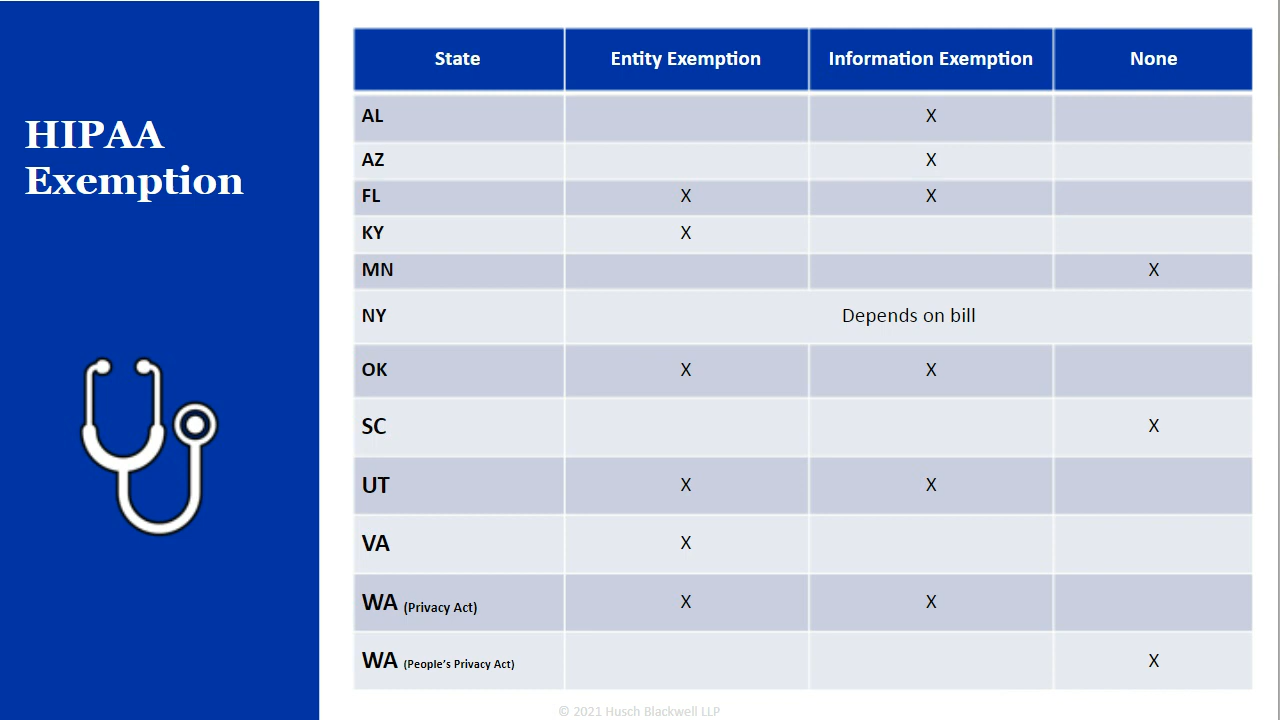 HIPAA
Exemption
State Entity Exemption Information Exemption None
AL X
AZ X
FL X X
KY X
MN X
NY Depends on bill
OK X X
SC X
UT X X
VA X
WA (Privacy Act) X X
WA (People's Privacy Act) X
© 2021 Husch Blackwell LLP